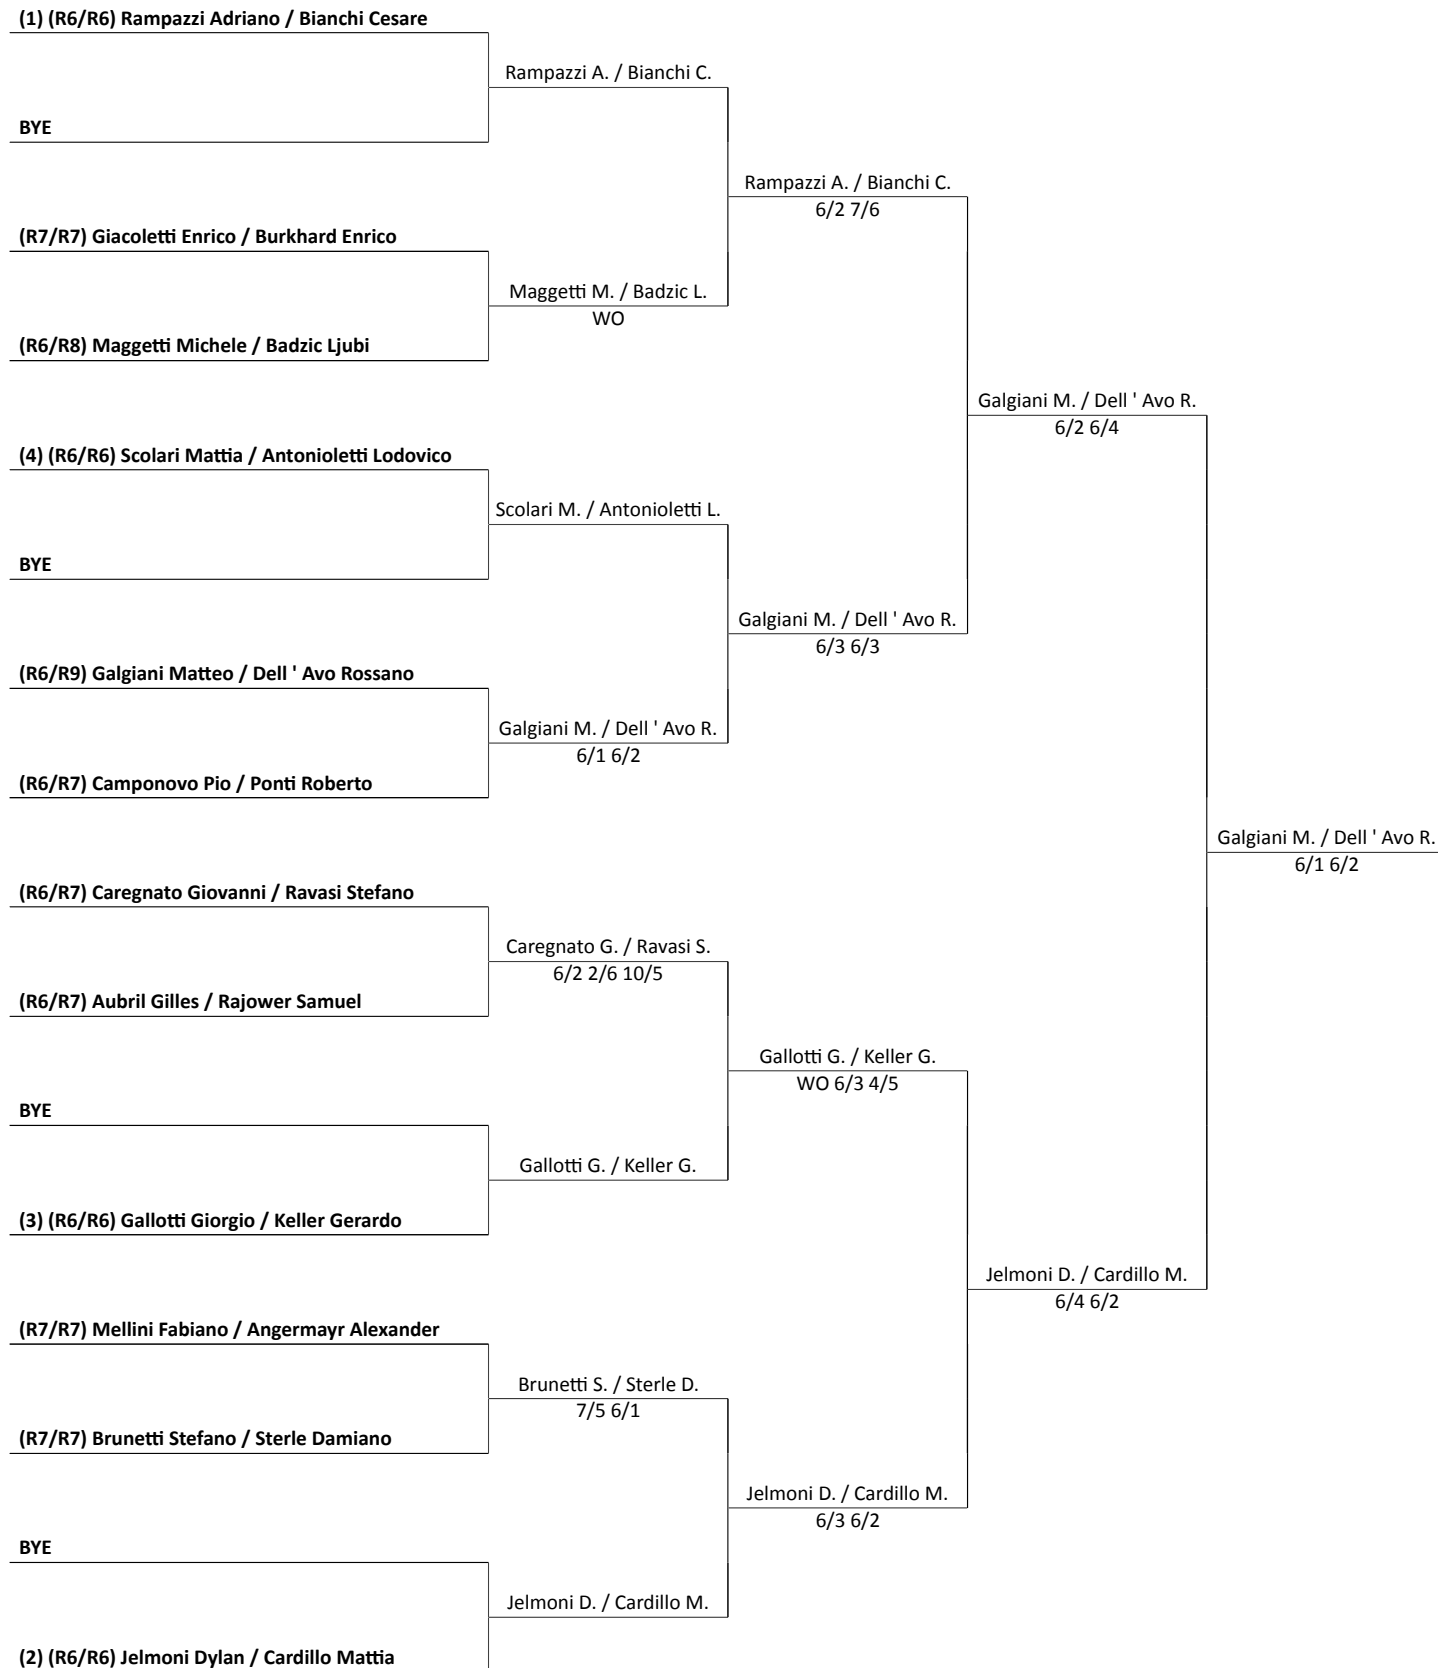 (1) (R6/R6) Rampazzi Adriano / Bianchi Cesare
Rampazzi A. / Bianchi C.
BYE
Rampazzi A. / Bianchi C.
6/2 7/6
(R7/R7) Giacoletti Enrico / Burkhard Enrico
Maggetti M. / Badzic L.
WO
(R6/R8) Maggetti Michele / Badzic Ljubi
Galgiani M. / Dell ' Avo R.
6/2 6/4
(4) (R6/R6) Scolari Mattia / Antonioletti Lodovico
Scolari M. / Antonioletti L.
BYE
Galgiani M. / Dell ' Avo R.
6/3 6/3
(R6/R9) Galgiani Matteo / Dell ' Avo Rossano
Galgiani M. / Dell ' Avo R.
6/1 6/2
(R6/R7) Camponovo Pio / Ponti Roberto
Galgiani M. / Dell ' Avo R.
6/1 6/2
(R6/R7) Caregnato Giovanni / Ravasi Stefano
Caregnato G. / Ravasi S.
6/2 2/6 10/5
(R6/R7) Aubril Gilles / Rajower Samuel
Gallotti G. / Keller G.
WO 6/3 4/5
BYE
Gallotti G. / Keller G.
(3) (R6/R6) Gallotti Giorgio / Keller Gerardo
Jelmoni D. / Cardillo M.
6/4 6/2
(R7/R7) Mellini Fabiano / Angermayr Alexander
Brunetti S. / Sterle D.
7/5 6/1
(R7/R7) Brunetti Stefano / Sterle Damiano
Jelmoni D. / Cardillo M.
6/3 6/2
BYE
Jelmoni D. / Cardillo M.
(2) (R6/R6) Jelmoni Dylan / Cardillo Mattia